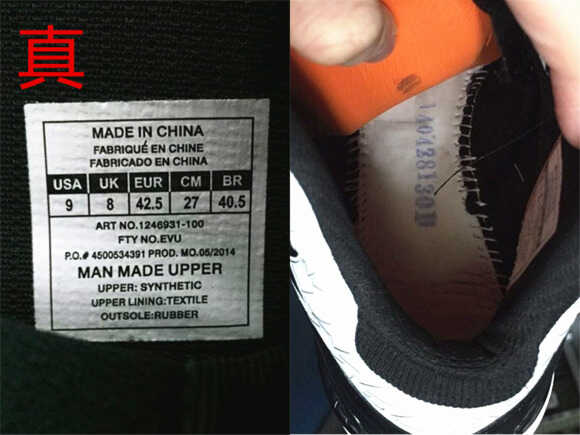 真
MADE IN CHINA
FABRIQUÉ EN CHINE
FABRICADO EN CHINA
USA UK EUR CM BR
9 8 42.5 27 40.5
ART NO.1246931-100
FTY NO.EVU
P.O.# 4500534391 PROD. MO.05/2014
MAN MADE UPPER
UPPER: SYNTHETIC
UPPER LINING:TEXTILE
OUTSOLE:RUBBER
140428130D